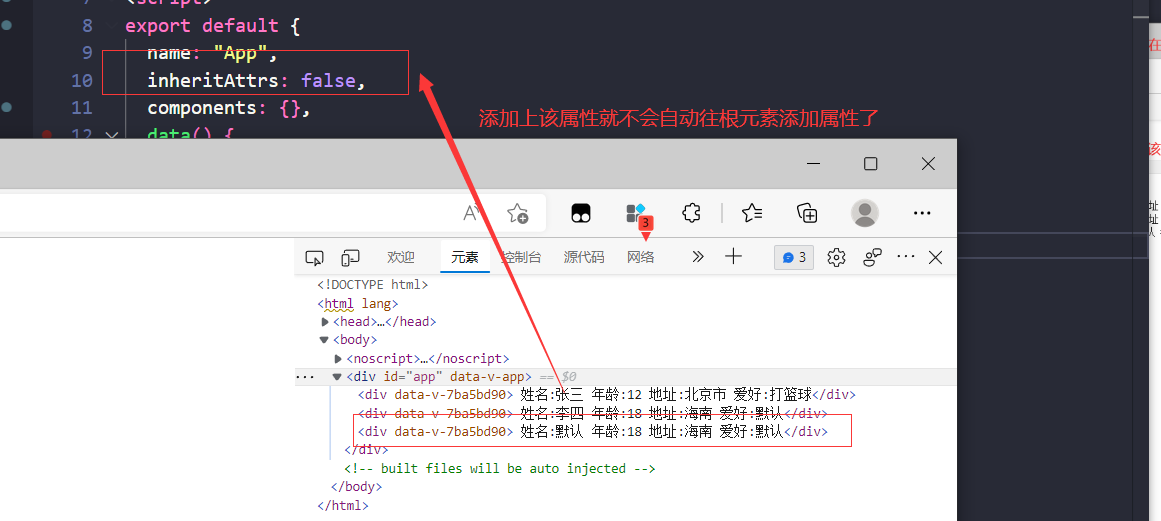 8 export default {
9 name: "App",
10 inheritAttrs: false,
11 components: {},
12 data() {
添加上该属性就不会自动往根元素添加属性了
3
欢迎 元素 控制台 源代码 网络 3
<!DOCTYPE html>
<html lang>
<head>…</head>
<body>
<noscript>…</noscript>
<div id="app" data-v-app> == $0
<div data-v-7ba5bd90> 姓名:张三 年龄:12 地址:北京市 爱好:打篮球</div>
<div data-v-7ba5bd90> 姓名:李四 年龄:18 地址:海南 爱好:默认</div>
<div data-v-7ba5bd90> 姓名:默认 年龄:18 地址:海南 爱好:默认</div>
</div>
<!-- built files will be auto injected -->
</body>
</html>